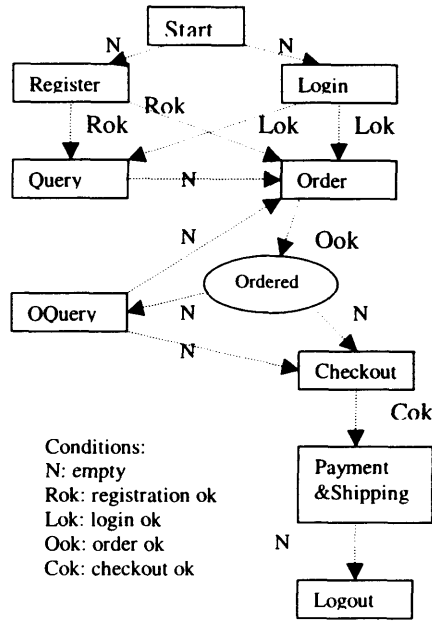 Start
N
N
Register
Login
Rok
Rok
Lok
Lok
Query
N
Order
N
Ook
Ordered
OQuery
N
N
N
Checkout
Cok
Conditions:
N: empty
Rok: registration ok
Lok: login ok
Ook: order ok
Cok: checkout ok
Payment
&Shipping
N
Logout